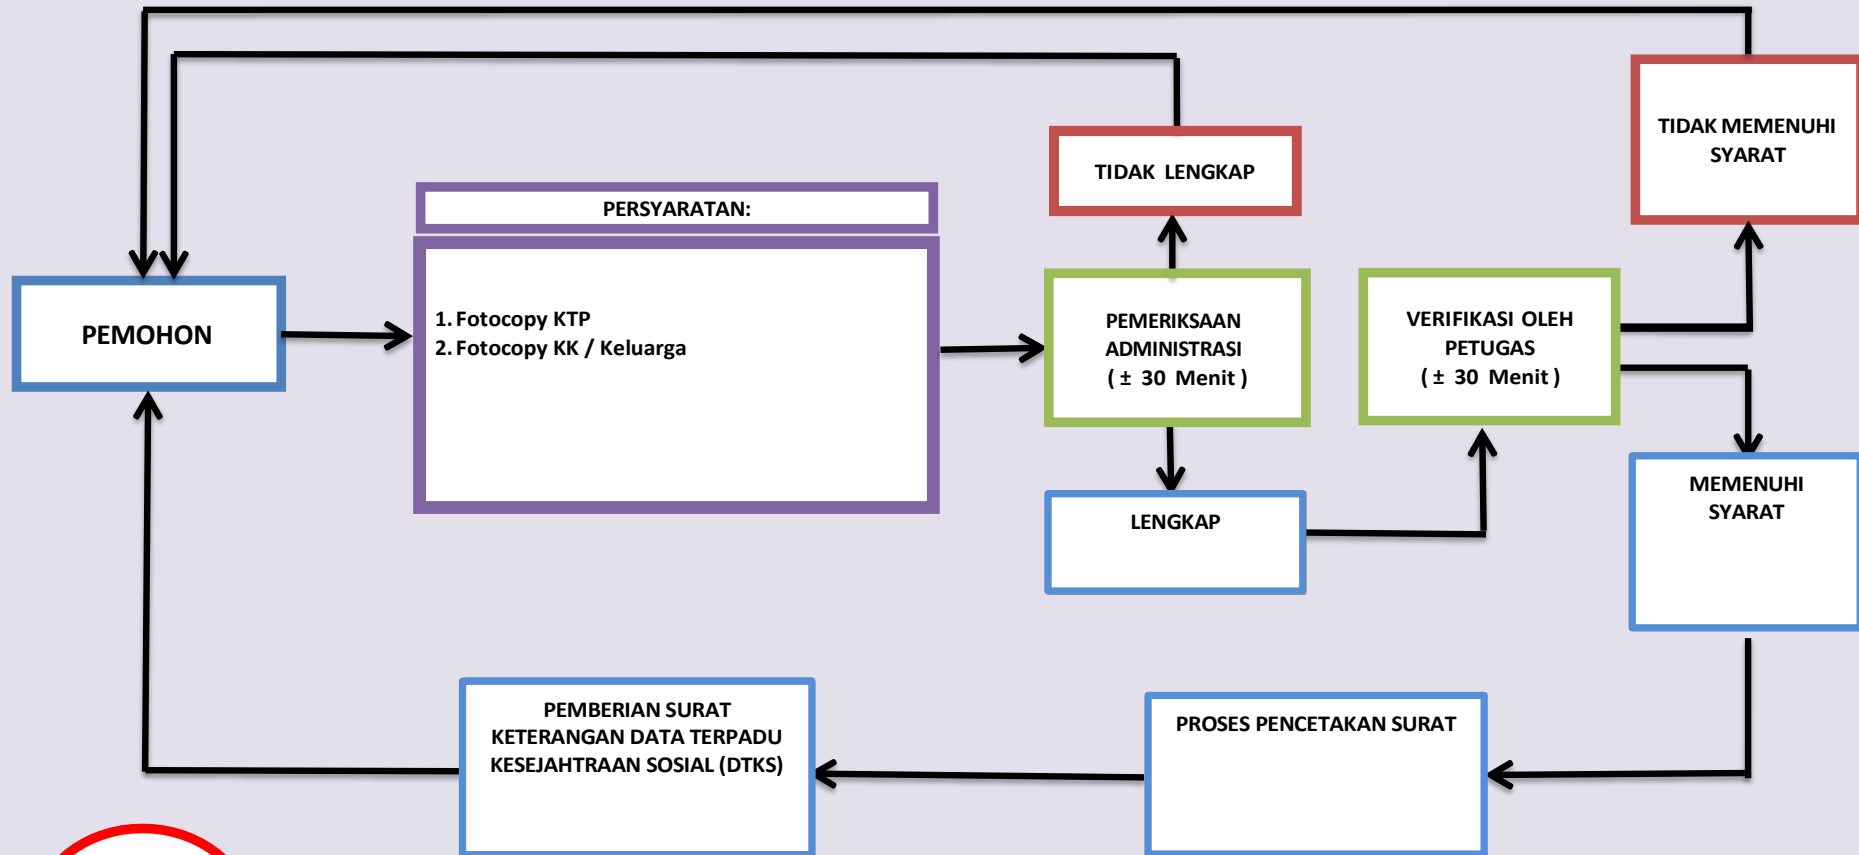 TIDAK MEMENUHI
SYARAT
TIDAK LENGKAP
PERSYARATAN:
PEMOHON
1. Fotocopy KTP
2. Fotocopy KK / Keluarga
PEMERIKSAAN
ADMINISTRASI
( ± 30 Menit )
VERIFIKASI OLEH
PETUGAS
( ± 30 Menit )
LENGKAP
MEMENUHI
SYARAT
PEMBERIAN SURAT
KETERANGAN DATA TERPADU
KESEJAHTRAAN SOSIAL (DTKS)
PROSES PENCETAKAN SURAT